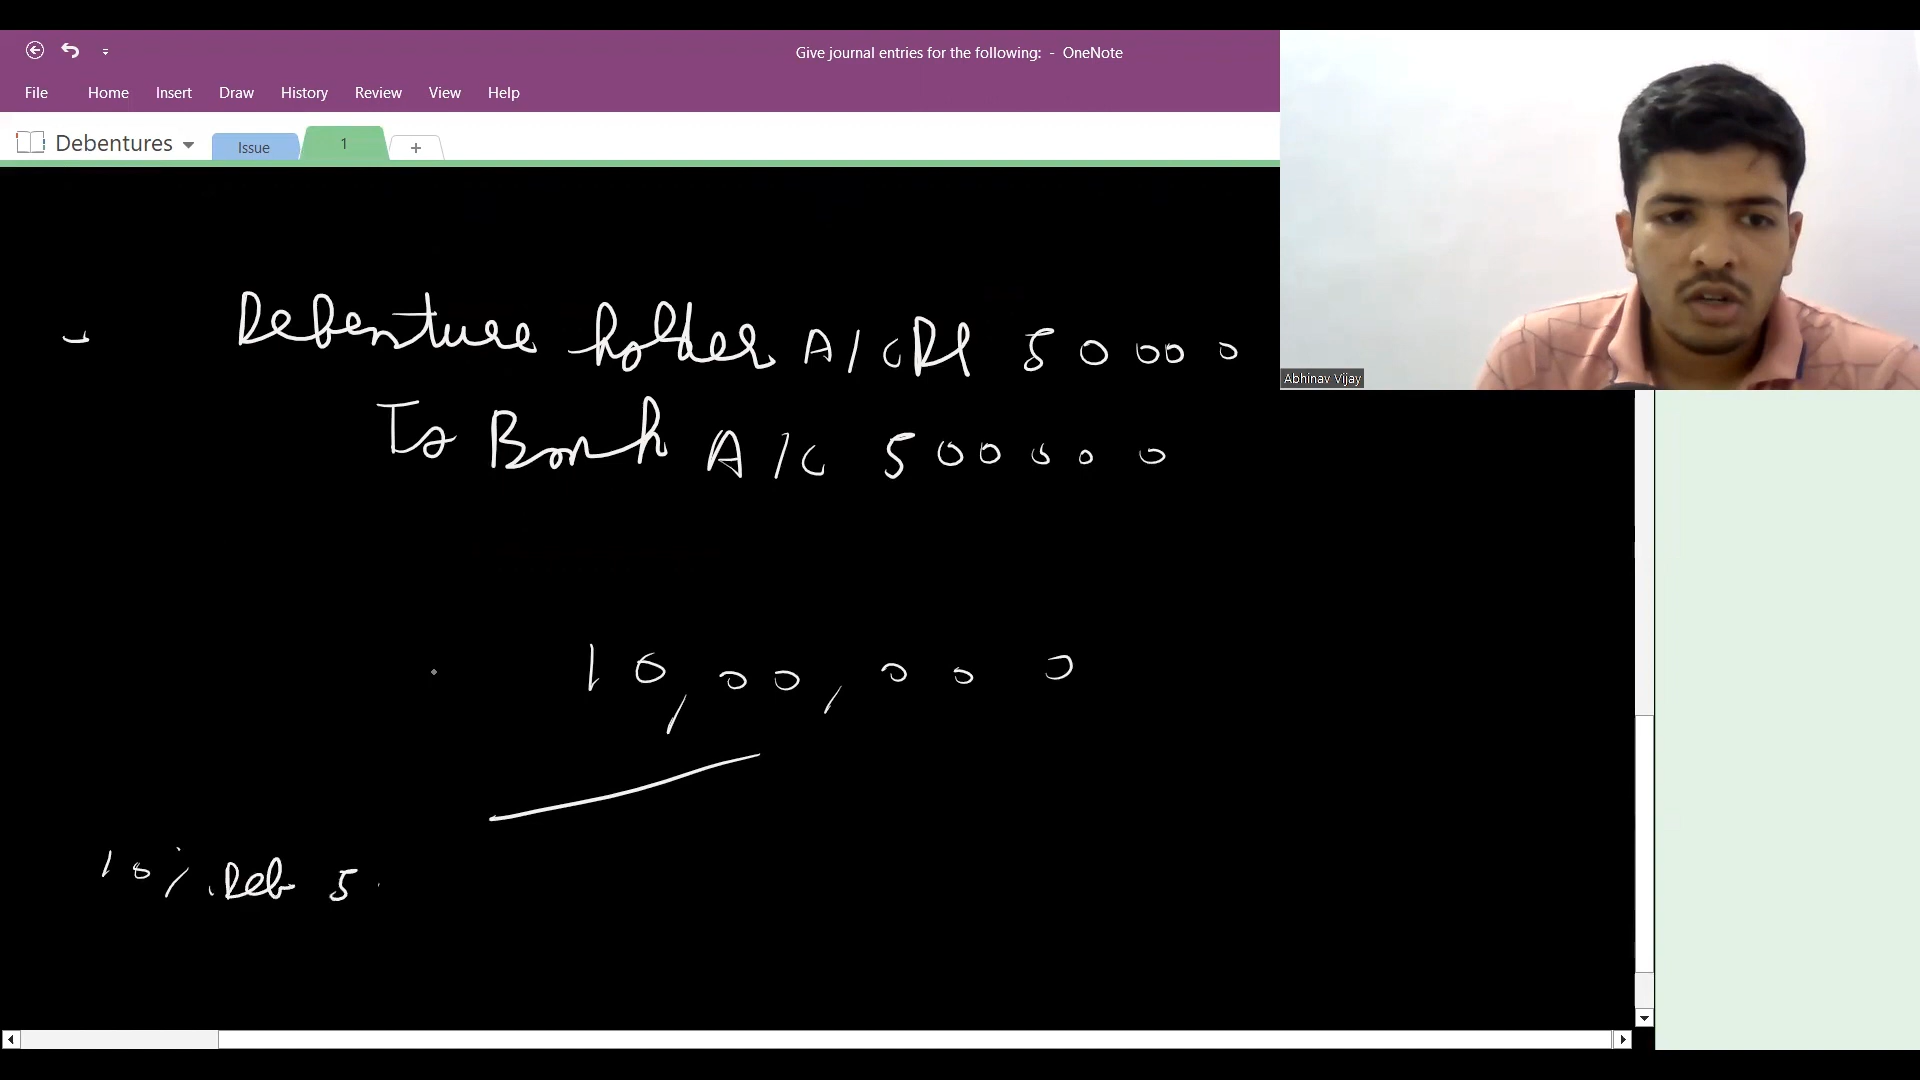 Give journal entries for the following: - OneNote
File Home Insert Draw History Review View Help
Debentures Issue 1 +
Debenture holder A/C Dr 50000
To Bank A/C 500000
10,00,000
10%. Deb 5
Abhinav Vijay